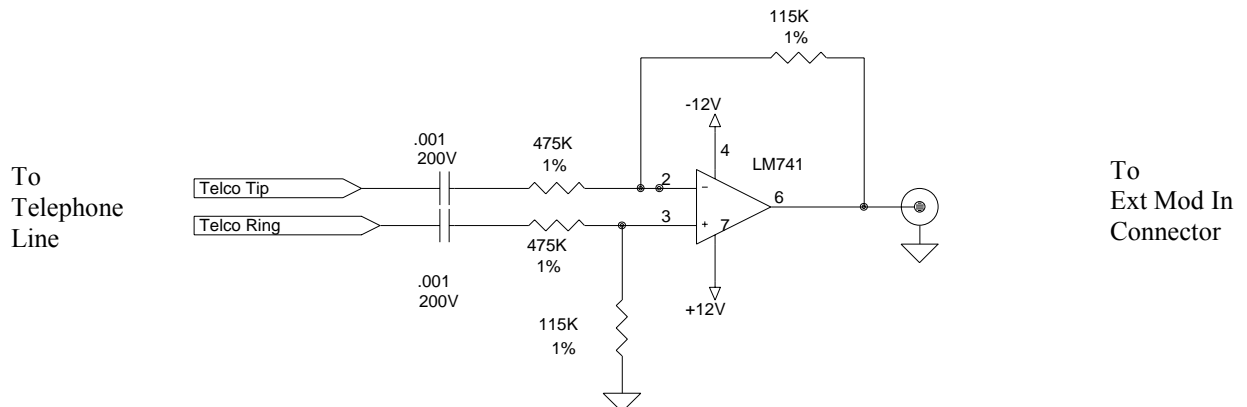 115K
1%
-12V
4
LM741
.001
200V
475K
1%
To
Telephone
Line
Telco Tip
Telco Ring
2
−
3
+
7
6
To
Ext Mod In
Connector
475K
1%
.001
200V
+12V
115K
1%